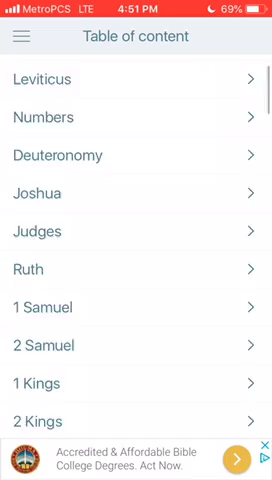 MetroPCS LTE 4:51 PM 69%
Table of content
Leviticus
Numbers
Deuteronomy
Joshua
Judges
Ruth
1 Samuel
2 Samuel
1 Kings
2 Kings
Accredited & Affordable Bible
College Degrees. Act Now.